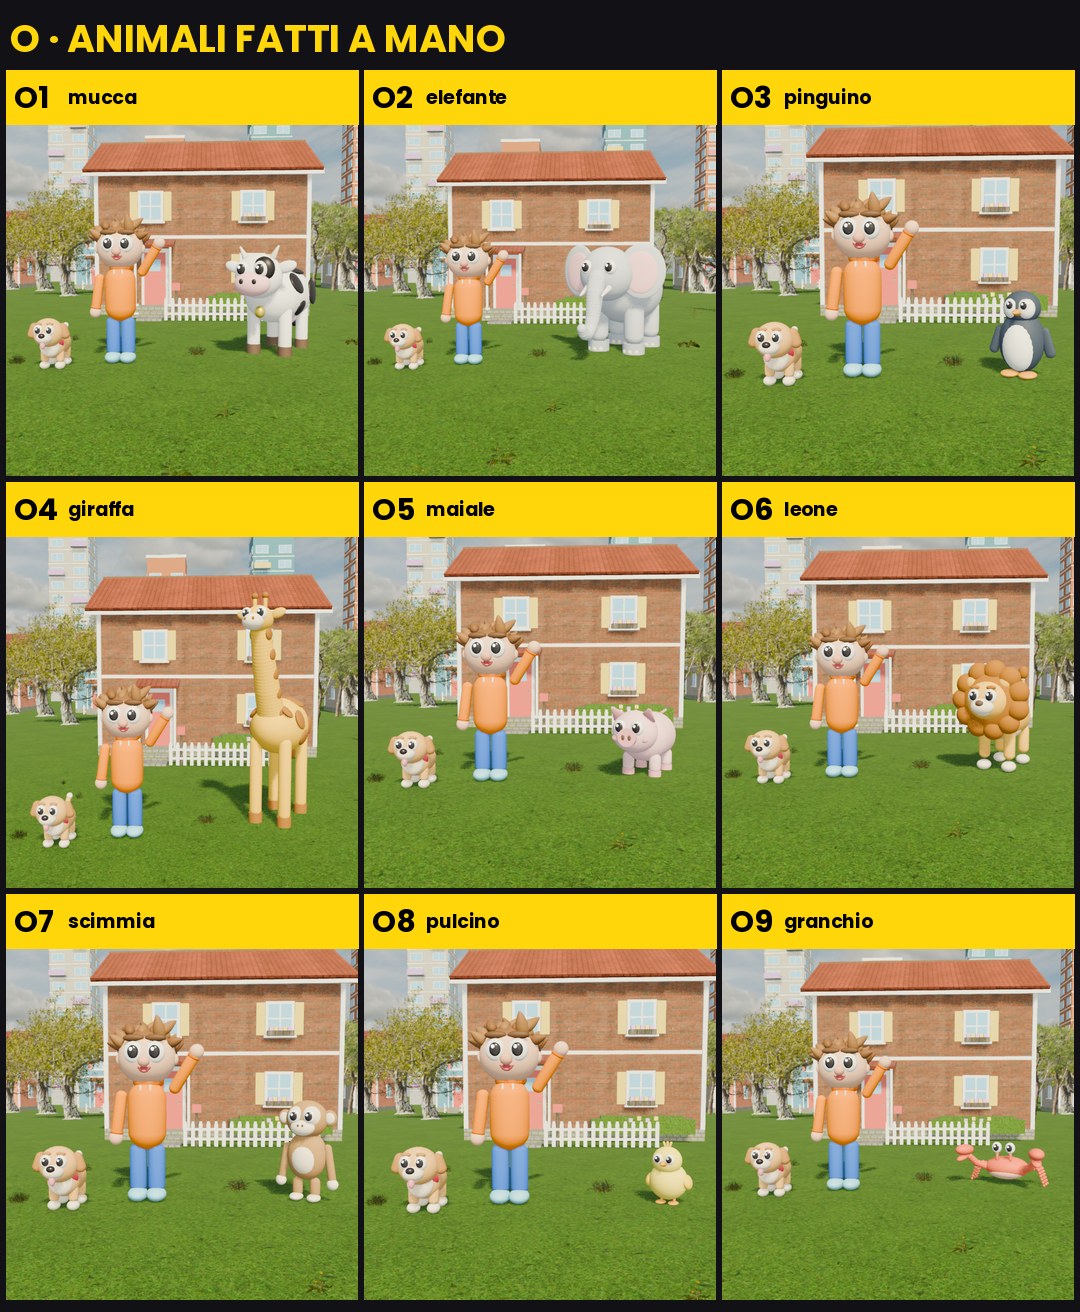 O · ANIMALI FATTI A MANO
O1 mucca
O2 elefante
O3 pinguino
O4 giraffa
O5 maiale
O6 leone
O7 scimmia
O8 pulcino
O9 granchio